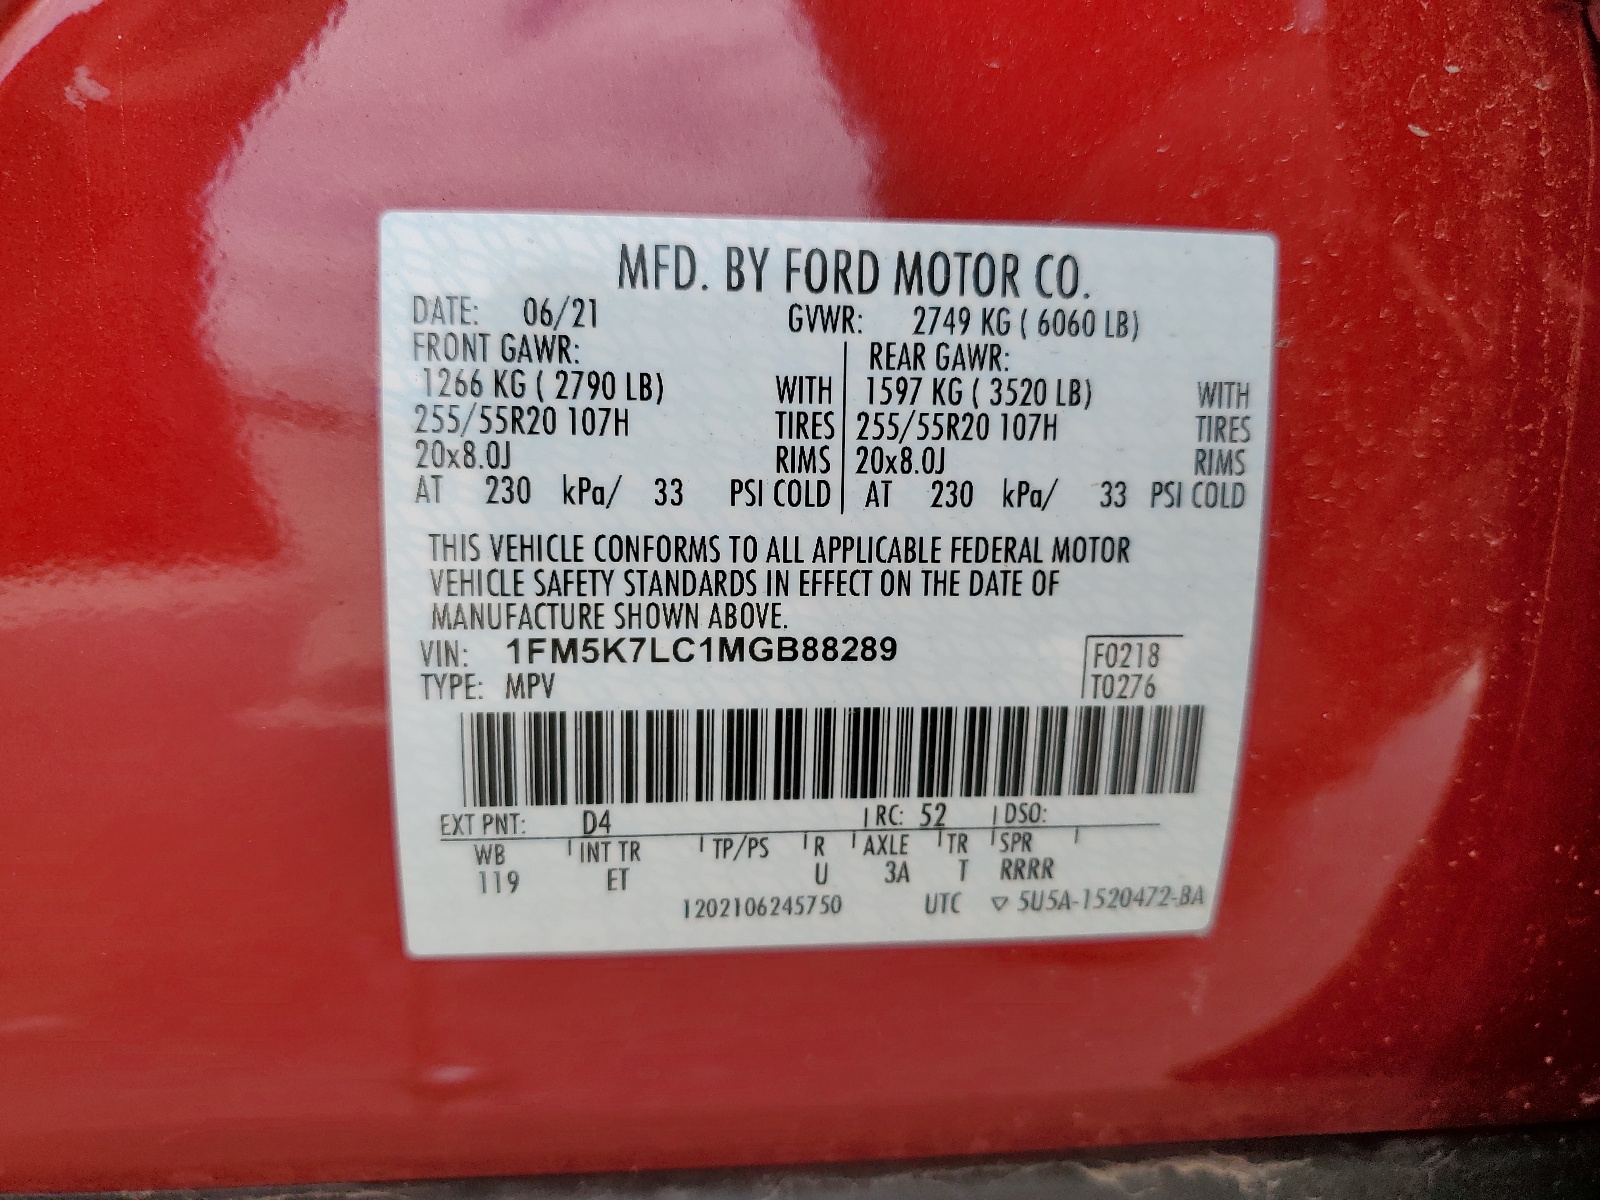 MFD. BY FORD MOTOR CO.
DATE: 06/21 GVWR: 2749 KG ( 6060 LB)
FRONT GAWR: REAR GAWR:
1266 KG ( 2790 LB) WITH 1597 KG ( 3520 LB) WITH
255/55R20 107H TIRES 255/55R20 107H TIRES
20x8.0J RIMS 20x8.0J RIMS
AT 230 kPa/ 33 PSI COLD AT 230 kPa/ 33 PSI COLD
THIS VEHICLE CONFORMS TO ALL APPLICABLE FEDERAL MOTOR
VEHICLE SAFETY STANDARDS IN EFFECT ON THE DATE OF
MANUFACTURE SHOWN ABOVE.
VIN: 1FM5K7LC1MGB88289 F0218
TYPE: MPV T0276
EXT PNT: D4 RC: 52 DSO:
WB INT TR TP/PS R AXLE TR SPR
119 ET U 3A T RRRR
1202106245750 UTC ▽ 5U5A-1520472-BA